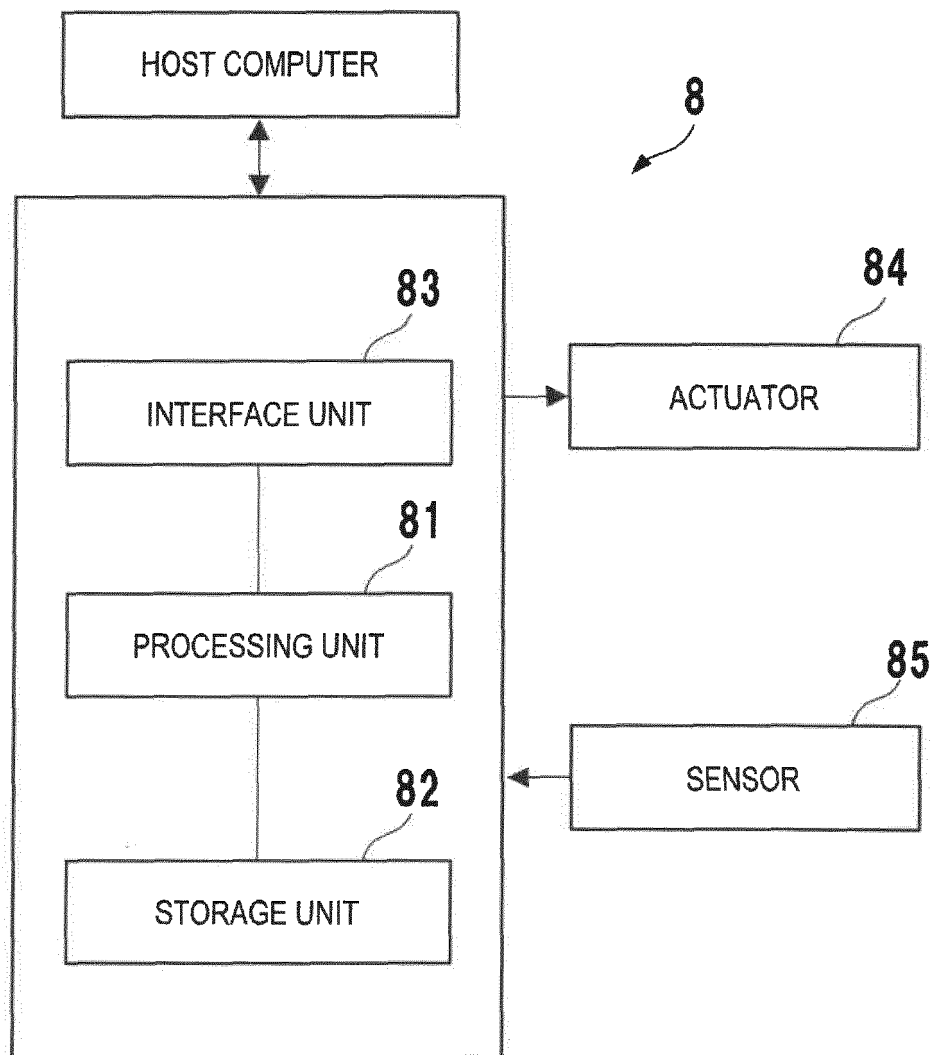 HOST COMPUTER
8
83
84
INTERFACE UNIT
ACTUATOR
81
PROCESSING UNIT
85
SENSOR
82
STORAGE UNIT